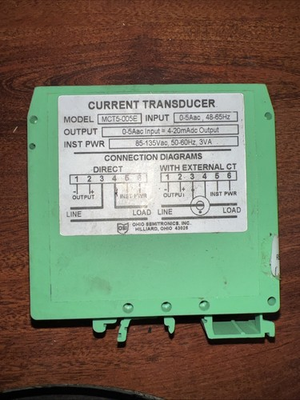 CURRENT TRANSDUCER
MODEL MCT5-005E INPUT 0-5Aac, 48-65Hz
OUTPUT 0-5Aac Input = 4-20mAdc Output
INST PWR 85-135Vac, 50-60Hz, 3VA
CONNECTION DIAGRAMS
DIRECT WITH EXTERNAL CT
1 2 3 4 5 6 1 2 3 4 5 6
- + - +
OUTPUT INST PWR OUTPUT INST PWR
LINE LOAD LINE LOAD
OHIO SEMITRONICS, INC.
HILLIARD, OHIO 43026